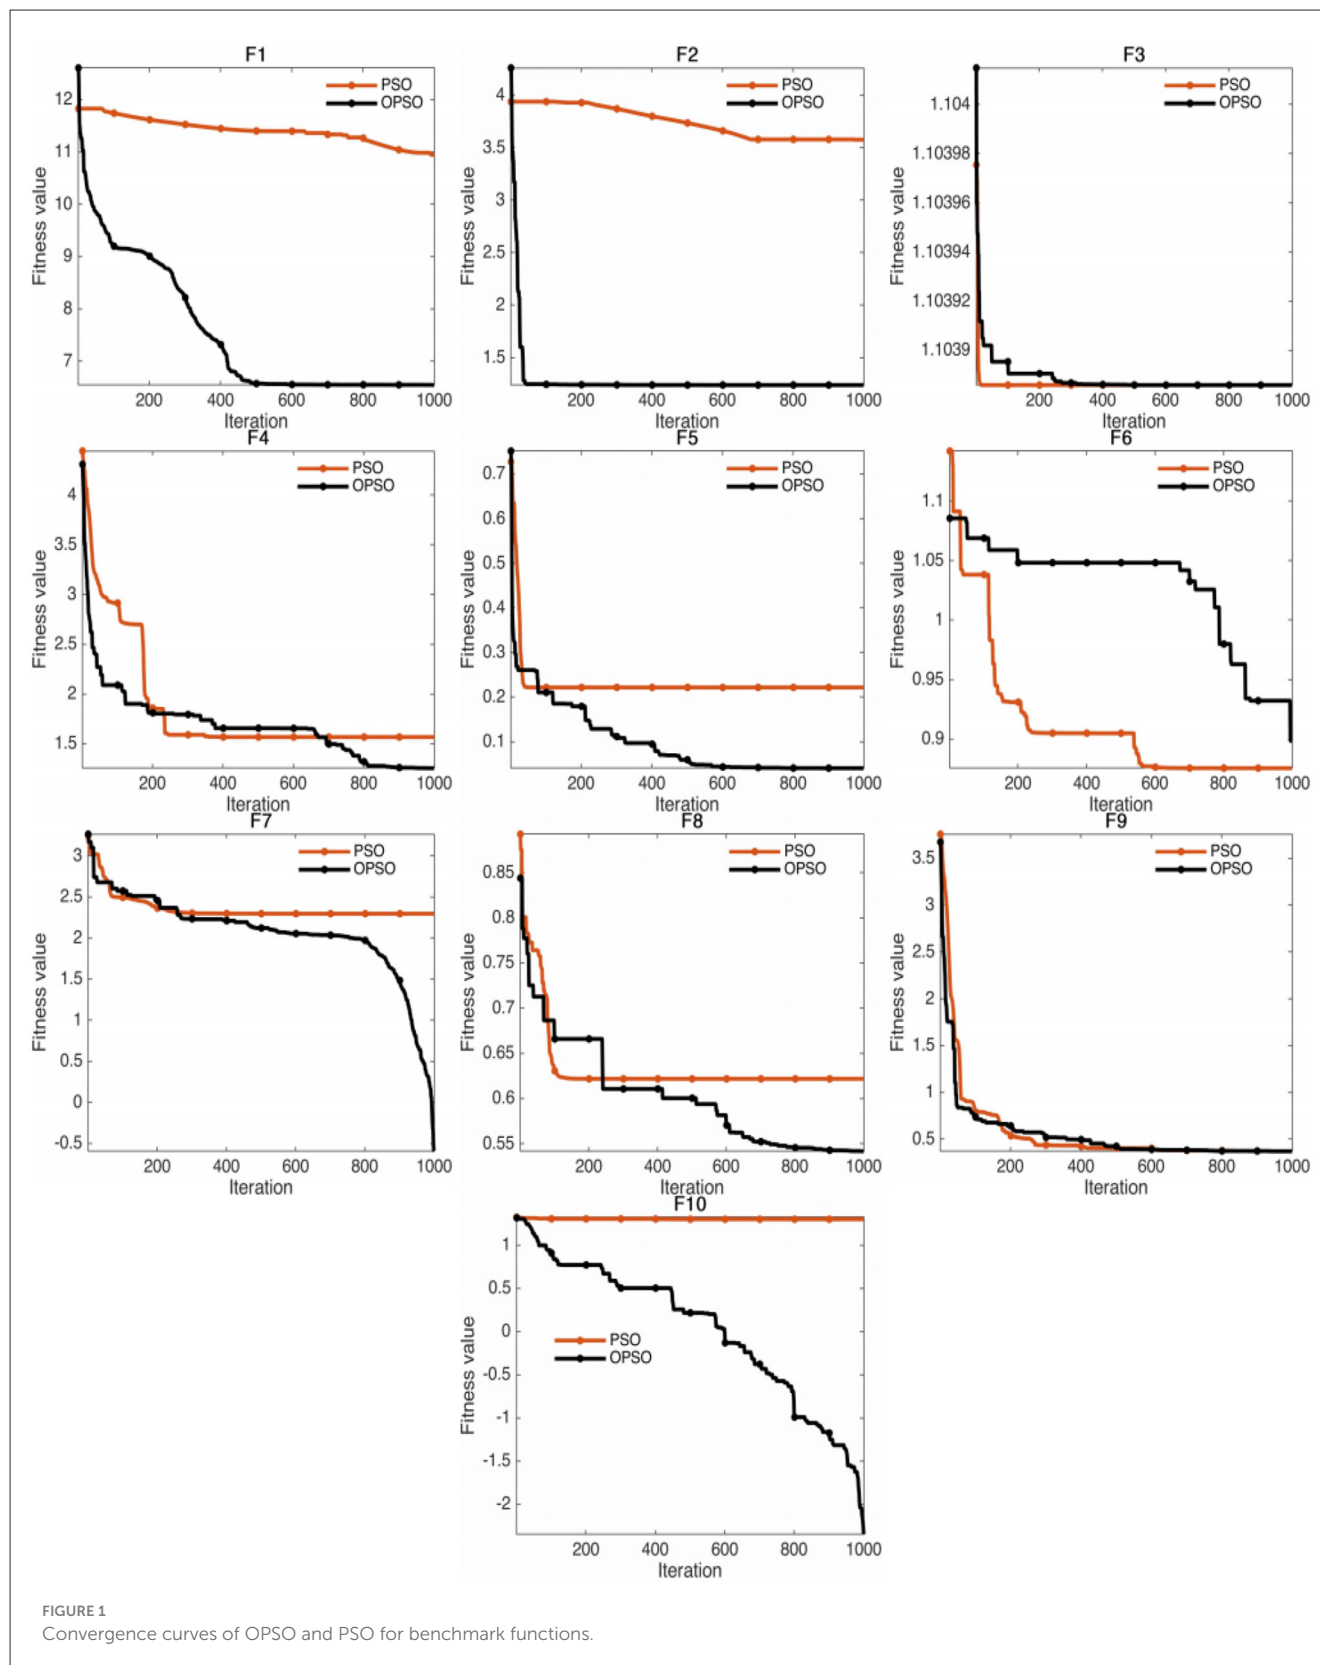 F1
PSO
OPSO
Fitness value
12
11
10
9
8
7
200 400 600 800 1000
Iteration
F2
PSO
OPSO
Fitness value
4
3.5
3
2.5
2
1.5
200 400 600 800 1000
Iteration
F3
PSO
OPSO
Fitness value
1.104
1.10398
1.10396
1.10394
1.10392
1.1039
200 400 600 800 1000
Iteration
F4
PSO
OPSO
Fitness value
4
3.5
3
2.5
2
1.5
200 400 600 800 1000
Iteration
F5
PSO
OPSO
Fitness value
0.7
0.6
0.5
0.4
0.3
0.2
0.1
200 400 600 800 1000
Iteration
F6
PSO
OPSO
Fitness value
1.1
1.05
1
0.95
0.9
200 400 600 800 1000
Iteration
F7
PSO
OPSO
Fitness value
3
2.5
2
1.5
1
0.5
0
-0.5
200 400 600 800 1000
Iteration
F8
PSO
OPSO
Fitness value
0.85
0.8
0.75
0.7
0.65
0.6
0.55
200 400 600 800 1000
Iteration
F9
PSO
OPSO
Fitness value
3.5
3
2.5
2
1.5
1
0.5
200 400 600 800 1000
Iteration
F10
PSO
OPSO
Fitness value
1
0.5
0
-0.5
-1
-1.5
-2
200 400 600 800 1000
Iteration
FIGURE 1
Convergence curves of OPSO and PSO for benchmark functions.